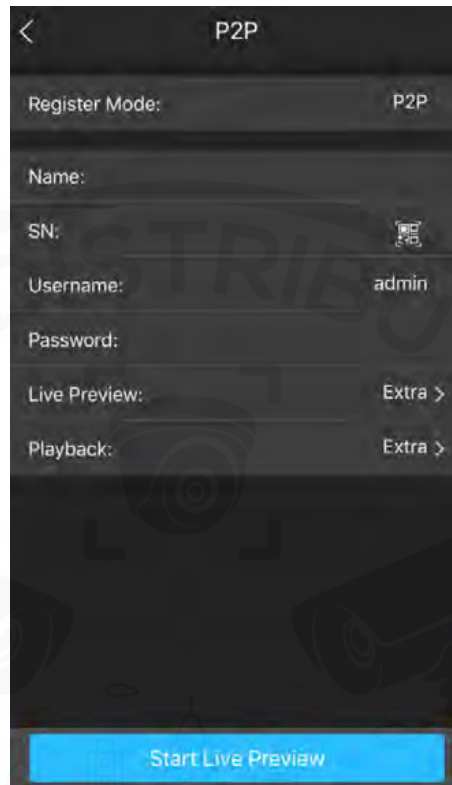 P2P
Register Mode: P2P
Name:
SN:
Username: admin
Password:
Live Preview: Extra >
Playback: Extra >
Start Live Preview